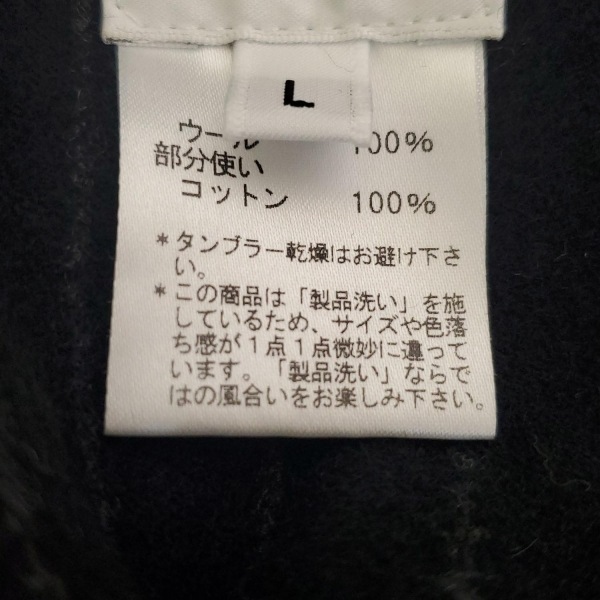 L
ウール 100%
部分使い
コットン 100%
*タンブラー乾燥はお避け下さ
い。
*この商品は「製品洗い」を施
しているため、サイズや色落
ち感が1点1点微妙に違って
います。「製品洗い」ならで
はの風合いをお楽しみ下さい。